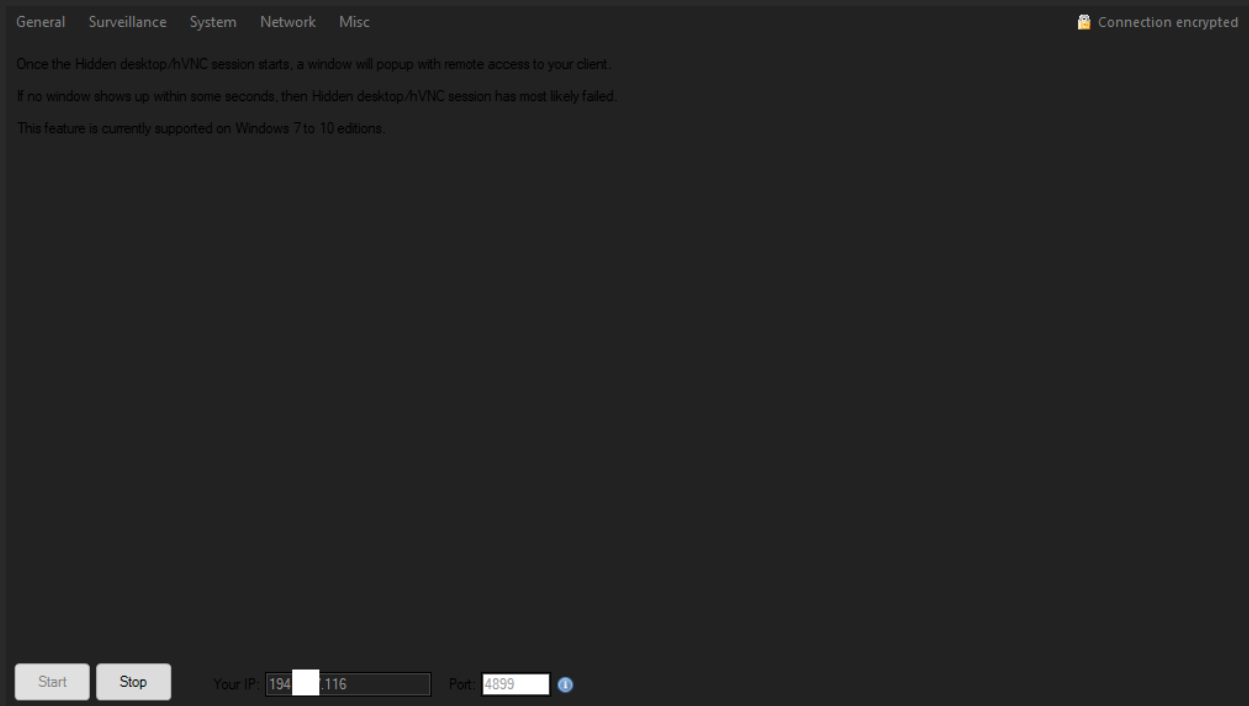 General Surveillance System Network Misc Connection encrypted
Once the Hidden desktop/hVNC session starts, a window will popup with remote access to your client.
If no window shows up within some seconds, then Hidden desktop/hVNC session has most likely failed.
This feature is currently supported on Windows 7 to 10 editions.
Start Stop Your IP: 194 .116 Port: 4899